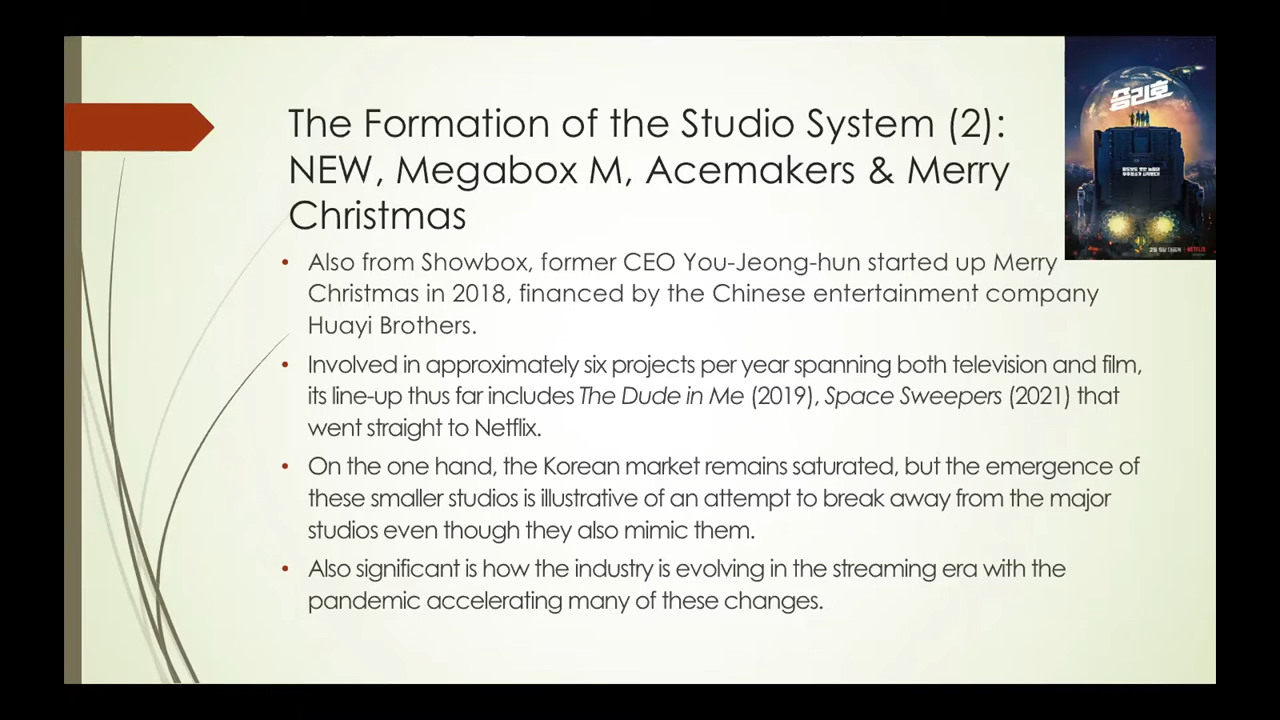 The Formation of the Studio System (2):
NEW, Megabox M, Acemakers & Merry
Christmas
승리호
NETFLIX
• Also from Showbox, former CEO You-Jeong-hun started up Merry
Christmas in 2018, financed by the Chinese entertainment company
Huayi Brothers.
• Involved in approximately six projects per year spanning both television and film,
its line-up thus far includes The Dude in Me (2019), Space Sweepers (2021) that
went straight to Netflix.
• On the one hand, the Korean market remains saturated, but the emergence of
these smaller studios is illustrative of an attempt to break away from the major
studios even though they also mimic them.
• Also significant is how the industry is evolving in the streaming era with the
pandemic accelerating many of these changes.